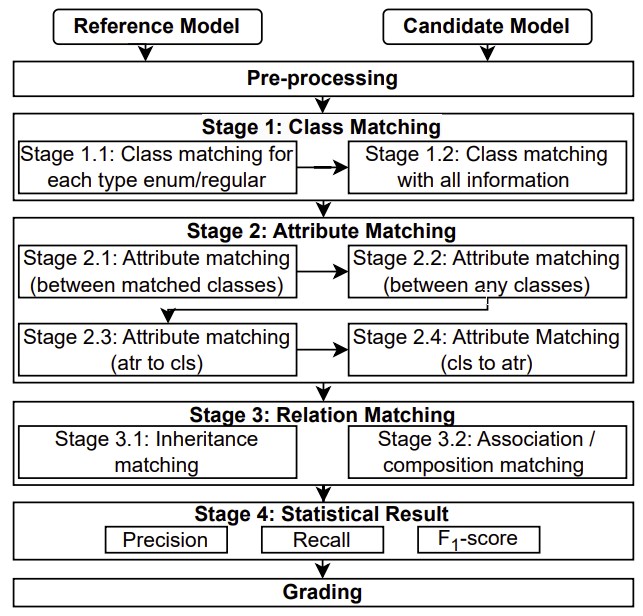 Reference Model
Candidate Model
Pre-processing
Stage 1: Class Matching
Stage 1.1: Class matching for
each type enum/regular
Stage 1.2: Class matching
with all information
Stage 2: Attribute Matching
Stage 2.1: Attribute matching
(between matched classes)
Stage 2.2: Attribute matching
(between any classes)
Stage 2.3: Attribute matching
(atr to cls)
Stage 2.4: Attribute Matching
(cls to atr)
Stage 3: Relation Matching
Stage 3.1: Inheritance
matching
Stage 3.2: Association /
composition matching
Stage 4: Statistical Result
Precision
Recall
F₁-score
Grading